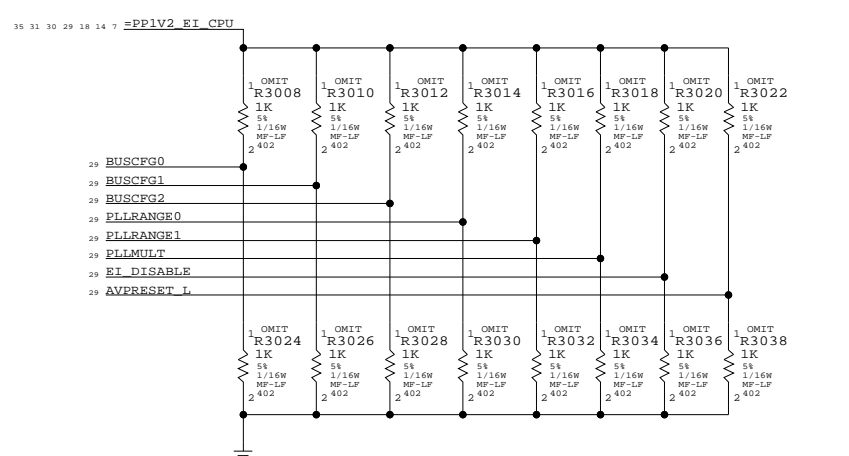 35 31 30 29 18 14 7 =PP1V2_EI_CPU
1 OMIT 1 OMIT 1 OMIT 1 OMIT 1 OMIT 1 OMIT 1 OMIT 1 OMIT
R3008 R3010 R3012 R3014 R3016 R3018 R3020 R3022
1K 1K 1K 1K 1K 1K 1K 1K
5% 5% 5% 5% 5% 5% 5% 5%
1/16W 1/16W 1/16W 1/16W 1/16W 1/16W 1/16W 1/16W
MF-LF MF-LF MF-LF MF-LF MF-LF MF-LF MF-LF MF-LF
2 402 2 402 2 402 2 402 2 402 2 402 2 402 2 402
29 BUSCFG0
29 BUSCFG1
29 BUSCFG2
29 PLLRANGE0
29 PLLRANGE1
29 PLLMULT
29 EI_DISABLE
29 AVPRESET_L
1 OMIT 1 OMIT 1 OMIT 1 OMIT 1 OMIT 1 OMIT 1 OMIT 1 OMIT
R3024 R3026 R3028 R3030 R3032 R3034 R3036 R3038
1K 1K 1K 1K 1K 1K 1K 1K
5% 5% 5% 5% 5% 5% 5% 5%
1/16W 1/16W 1/16W 1/16W 1/16W 1/16W 1/16W 1/16W
MF-LF MF-LF MF-LF MF-LF MF-LF MF-LF MF-LF MF-LF
2 402 2 402 2 402 2 402 2 402 2 402 2 402 2 402